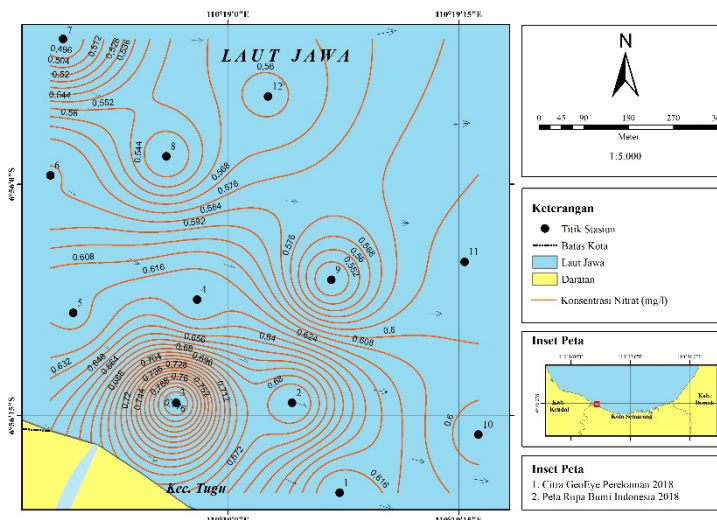 110°19'0"E
110°19'15"E
6°56'0"S
6°56'15"S
LAUT JAWA
7
12
8
6
11
9
4
5
3
2
10
1
0,496
0,504
0,512
0,52
0,528
0,536
0,544
0,552
0,56
0,56
0,544
0,568
0,576
0,584
0,592
0,576
0,568
0,56
0,552
0,608
0,616
0,6
0,608
0,624
0,632
0,64
0,648
0,656
0,664
0,68
0,688
0,696
0,704
0,712
0,72
0,728
0,736
0,744
0,752
0,76
0,768
0,68
0,672
0,6
0,616
Kec. Tugu
N
0 45 90 180 270 36
Meter
1:5.000
Keterangan
Titik Stasiun
Batas Kota
Laut Jawa
Daratan
Konsentrasi Nitrat (mg/l)
Inset Peta
Kab. Kendal
Kota Semarang
Kab. Demak
Inset Peta
1. Citra GeoEye Perekaman 2018
2. Peta Rupa Bumi Indonesia 2018